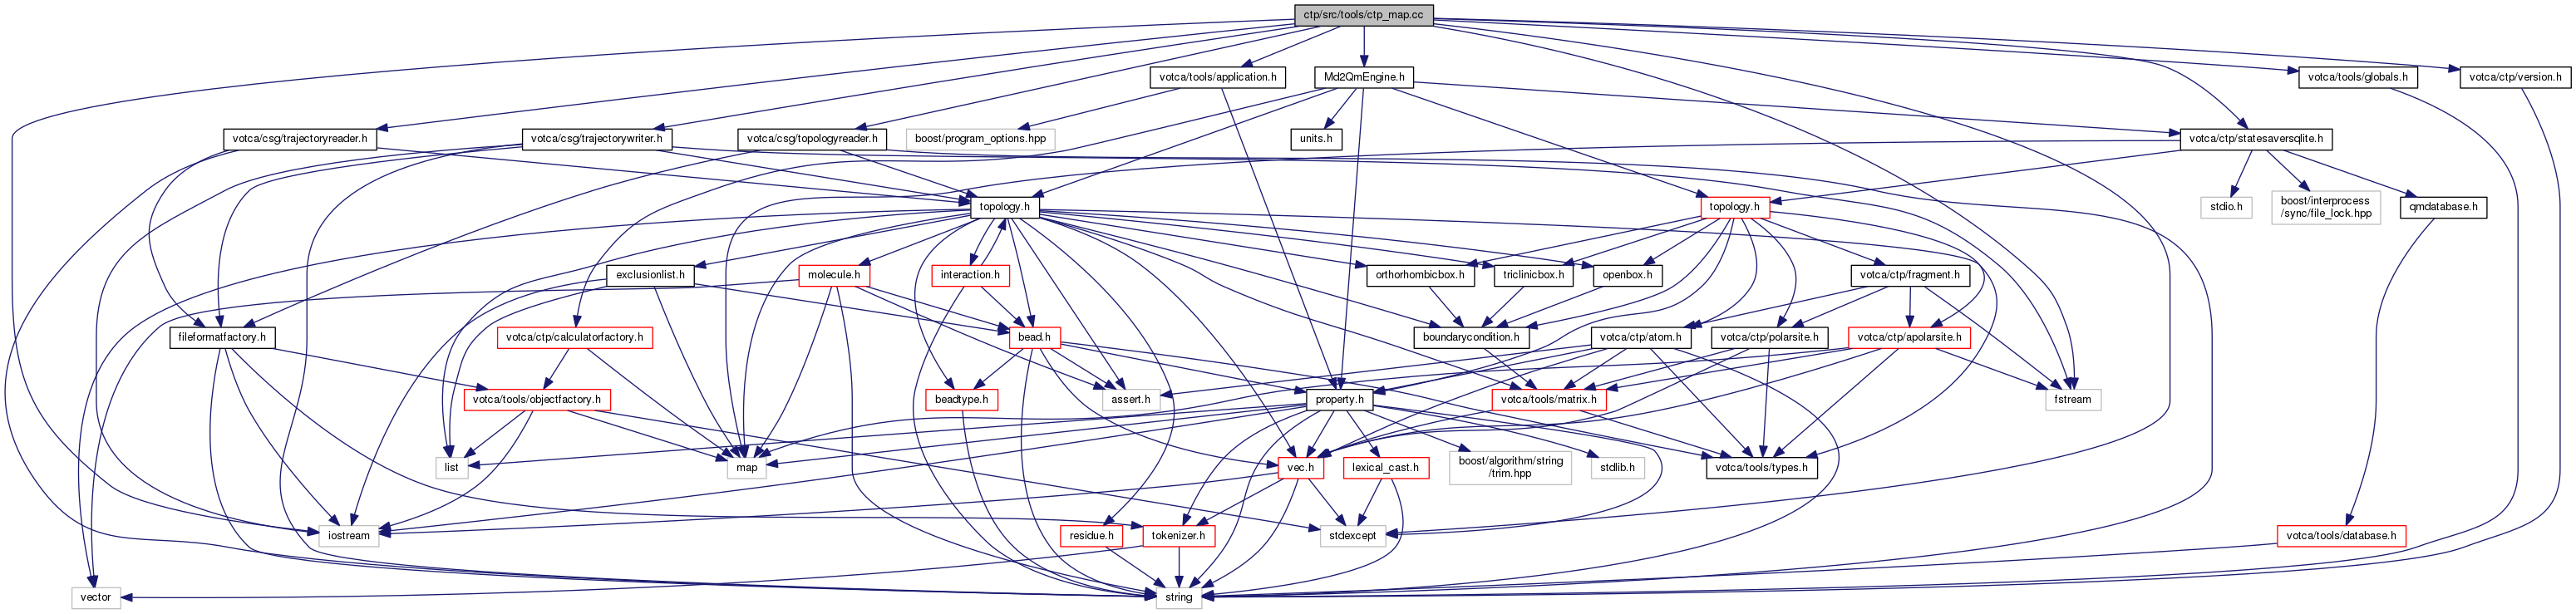 ctp/src/tools/ctp_map.cc
votca/tools/application.h
Md2QmEngine.h
votca/tools/globals.h
votca/ctp/version.h
votca/csg/trajectoryreader.h
votca/csg/trajectorywriter.h
votca/csg/topologyreader.h
boost/program_options.hpp
units.h
votca/ctp/statesaversqlite.h
topology.h
topology.h
stdio.h
boost/interprocess
/sync/file_lock.hpp
qmdatabase.h
exclusionlist.h
molecule.h
interaction.h
orthorhombicbox.h
triclinicbox.h
openbox.h
votca/ctp/fragment.h
fileformatfactory.h
votca/ctp/calculatorfactory.h
bead.h
boundarycondition.h
votca/ctp/atom.h
votca/ctp/polarsite.h
votca/ctp/apolarsite.h
votca/tools/objectfactory.h
beadtype.h
assert.h
property.h
votca/tools/matrix.h
fstream
list
map
vec.h
lexical_cast.h
boost/algorithm/string
/trim.hpp
stdlib.h
votca/tools/types.h
iostream
residue.h
tokenizer.h
stdexcept
votca/tools/database.h
vector
string